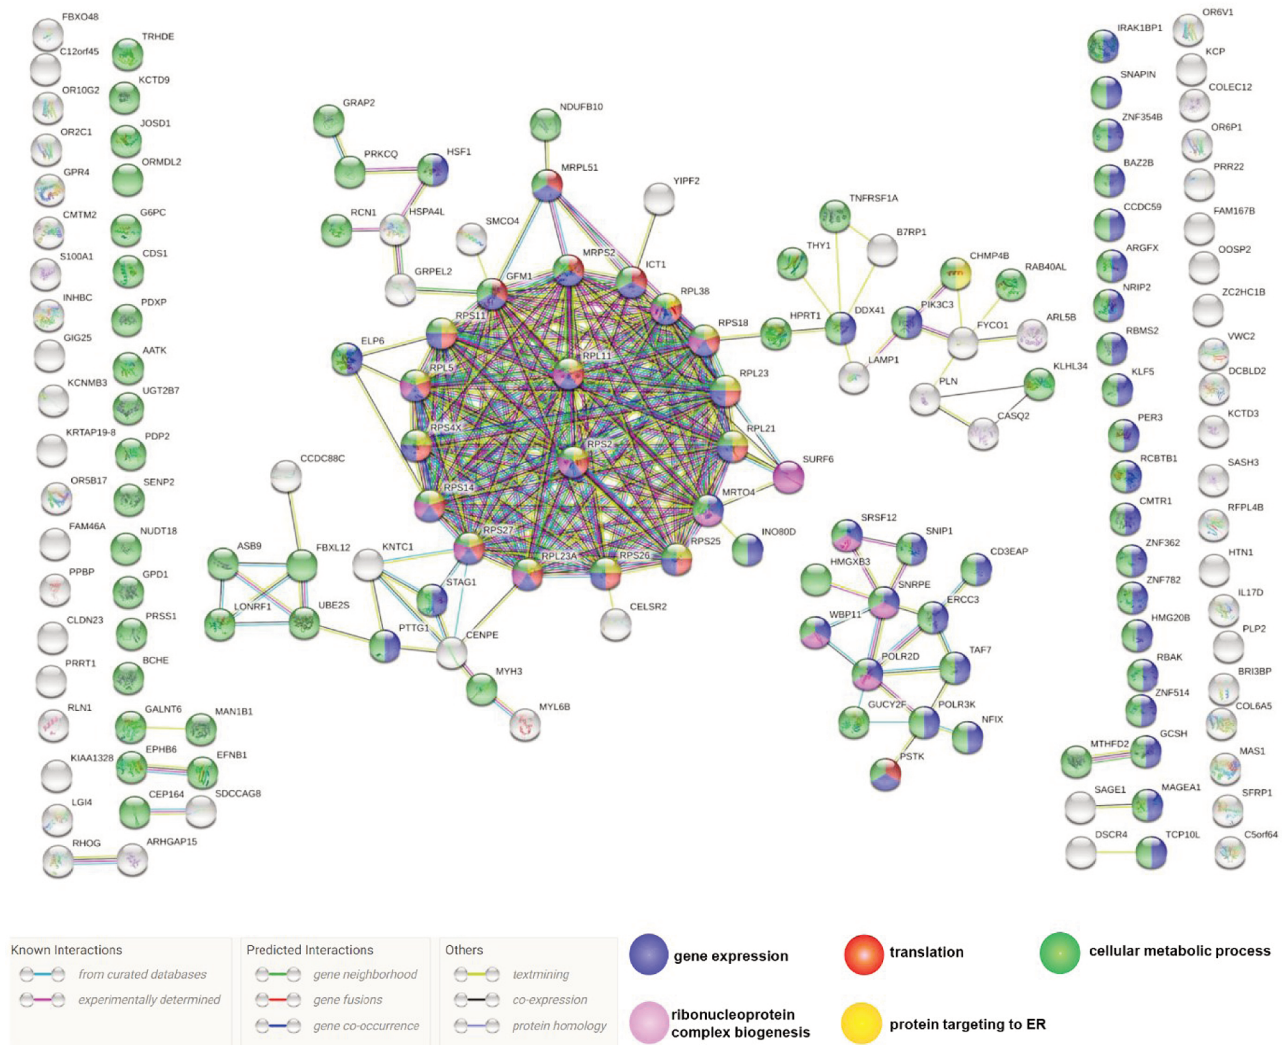 FBXO48
C12orf45
OR10G2
OR2C1
GPR4
CMTM2
S100A1
INHBC
GIG25
KCNMB3
KRTAP19-8
OR5B17
FAM46A
PPBP
CLDN23
PRRT1
RLN1
KIAA1328
LGI4
RHOG
ARHGAP15
TRHDE
KCTD9
JOSD1
ORMDL2
G6PC
CDS1
PDXP
AATK
UGT2B7
PDP2
SENP2
NUDT18
GPD1
PRSS1
BCHE
GALNT6
MAN1B1
EPHB6
EFNB1
CEP164
SDCCAG8
GRAP2
PRKCQ
HSF1
RCN1
HSPA4L
GRPEL2
SMCO4
NDUFB10
MRPL51
YIPF2
GFM1
MRPS2
ICT1
RPL38
RPS11
RPS18
ELP6
RPL5
RPL11
RPL23
RPS4X
RPS2
RPL21
SURF6
RPS14
MRTO4
RPS27
RPL23A
RPS26
RPS25
INO80D
CELSR2
CCDC88C
ASB9
FBXL12
LONRF1
UBE2S
KNTC1
STAG1
PTTG1
CENPE
MYH3
MYL6B
TNFRSF1A
B7RP1
THY1
HPRT1
DDX41
LAMP1
CHMP4B
RAB40AL
PIK3C3
FYCO1
ARL5B
PLN
KLHL34
CASQ2
SRSF12
SNIP1
HMGXB3
SNRPE
CD3EAP
WBP11
ERCC3
POLR2D
TAF7
GUCY2F
POLR3K
NFIX
PSTK
IRAK1BP1
SNAPIN
ZNF354B
BAZ2B
CCDC59
ARGFX
NRIP2
RBMS2
KLF5
PER3
RCBTB1
CMTR1
ZNF362
ZNF782
HMG20B
RBAK
ZNF514
MTHFD2
GCSH
SAGE1
MAGEA1
DSCR4
TCP10L
OR6V1
KCP
COLEC12
OR6P1
PRR22
FAM167B
OOSP2
ZC2HC1B
VWC2
DCBLD2
KCTD3
SASH3
RFPL4B
HTN1
IL17D
PLP2
BRI3BP
COL6A5
MAS1
SFRP1
C5orf64
Known Interactions
from curated databases
experimentally determined
Predicted Interactions
gene neighborhood
gene fusions
gene co-occurrence
Others
textmining
co-expression
protein homology
gene expression
translation
cellular metabolic process
ribonucleoprotein
complex biogenesis
protein targeting to ER